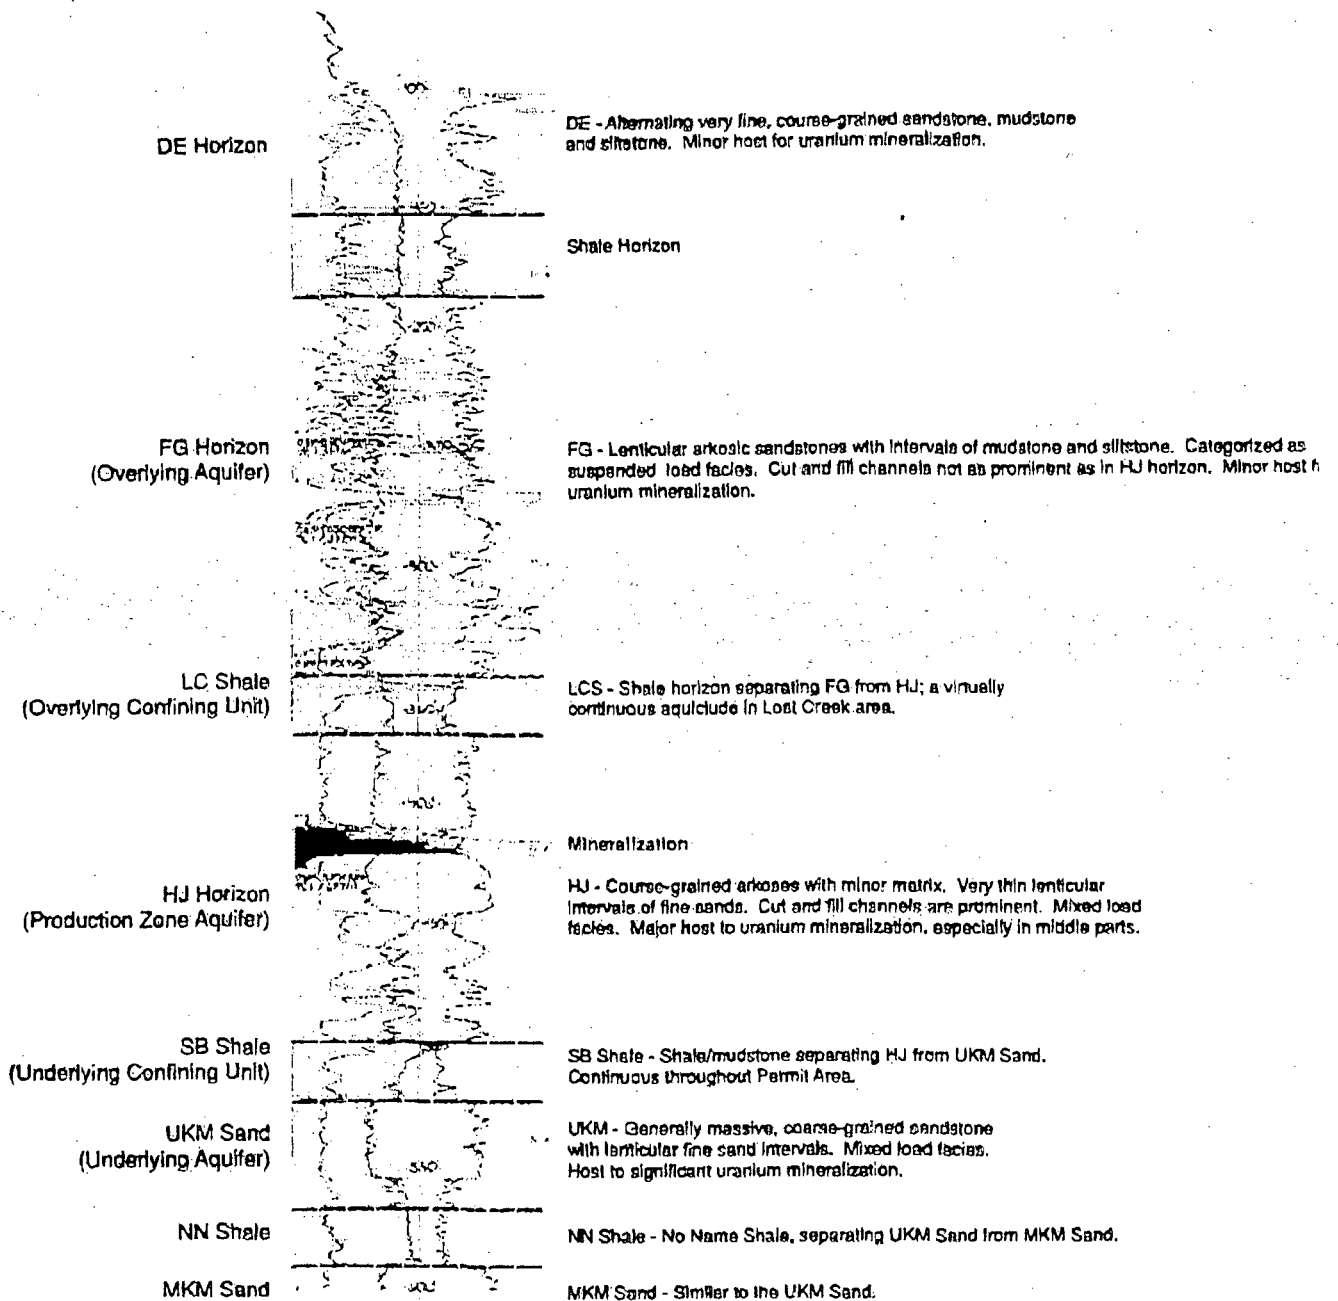 DE Horizon
DE - Alternating very fine, course-grained sandstone, mudstone
and siltstone. Minor host for uranium mineralization.
Shale Horizon
FG Horizon
(Overlying Aquifer)
FG - Lenticular arkosic sandstones with intervals of mudstone and siltstone. Categorized as
suspended load facies. Cut and fill channels not as prominent as in HJ horizon. Minor host
uranium mineralization.
LC Shale
(Overlying Confining Unit)
LCS - Shale horizon separating FG from HJ; a virtually
continuous aquiclude in Lost Creek area.
Mineralization
HJ Horizon
(Production Zone Aquifer)
HJ - Course-grained arkoses with minor matrix. Very thin lenticular
intervals of fine sands. Cut and fill channels are prominent. Mixed load
facies. Major host to uranium mineralization, especially in middle parts.
SB Shale
(Underlying Confining Unit)
SB Shale - Shale/mudstone separating HJ from UKM Sand.
Continuous throughout Permit Area.
UKM Sand
(Underlying Aquifer)
UKM - Generally massive, coarse-grained sandstone
with lenticular fine sand intervals. Mixed load facies.
Host to significant uranium mineralization.
550
NN Shale
NN Shale - No Name Shale, separating UKM Sand from MKM Sand.
MKM Sand
MKM Sand - Similar to the UKM Sand.